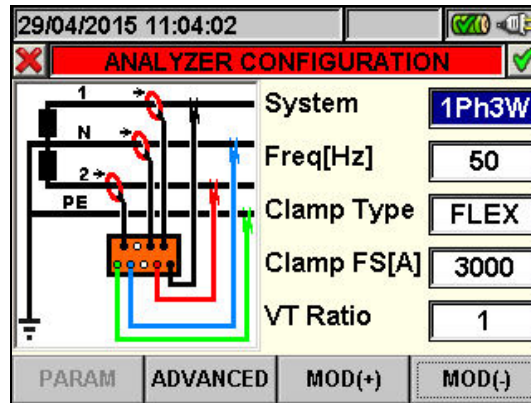 29/04/2015 11:04:02
ANALYZER CONFIGURATION
1
N
2
PE
System 1Ph3W
Freq[Hz] 50
Clamp Type FLEX
Clamp FS[A] 3000
VT Ratio 1
PARAM ADVANCED MOD(+) MOD(-)